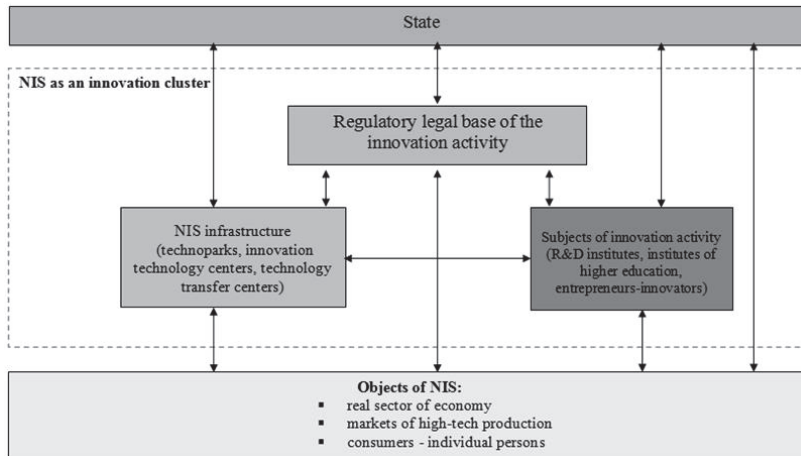 State
NIS as an innovation cluster
Regulatory legal base of the
innovation activity
NIS infrastructure
(technoparks, innovation
technology centers, technology
transfer centers)
Subjects of innovation activity
(R&D institutes, institutes of
higher education,
entrepreneurs-innovators)
Objects of NIS:
▪ real sector of economy
▪ markets of high-tech production
▪ consumers - individual persons